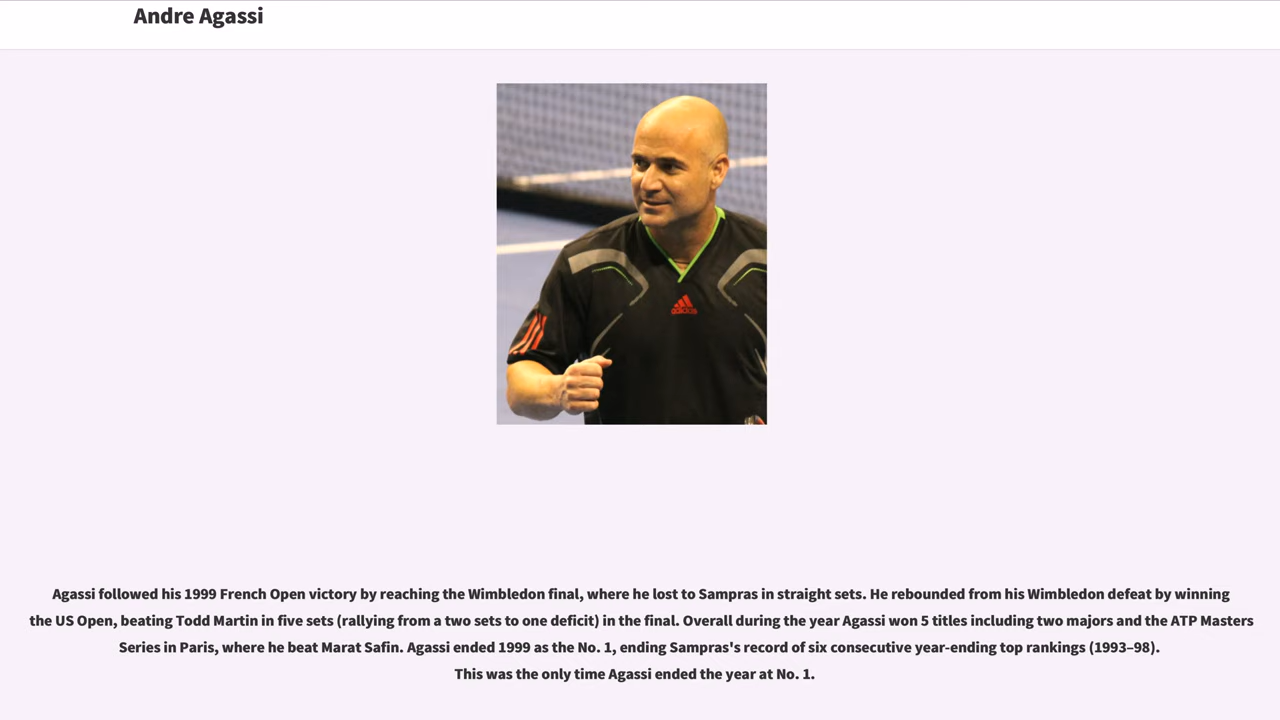 Andre Agassi
adidas
Agassi followed his 1999 French Open victory by reaching the Wimbledon final, where he lost to Sampras in straight sets. He rebounded from his Wimbledon defeat by winning
the US Open, beating Todd Martin in five sets (rallying from a two sets to one deficit) in the final. Overall during the year Agassi won 5 titles including two majors and the ATP Masters
Series in Paris, where he beat Marat Safin. Agassi ended 1999 as the No. 1, ending Sampras's record of six consecutive year-ending top rankings (1993–98).
This was the only time Agassi ended the year at No. 1.